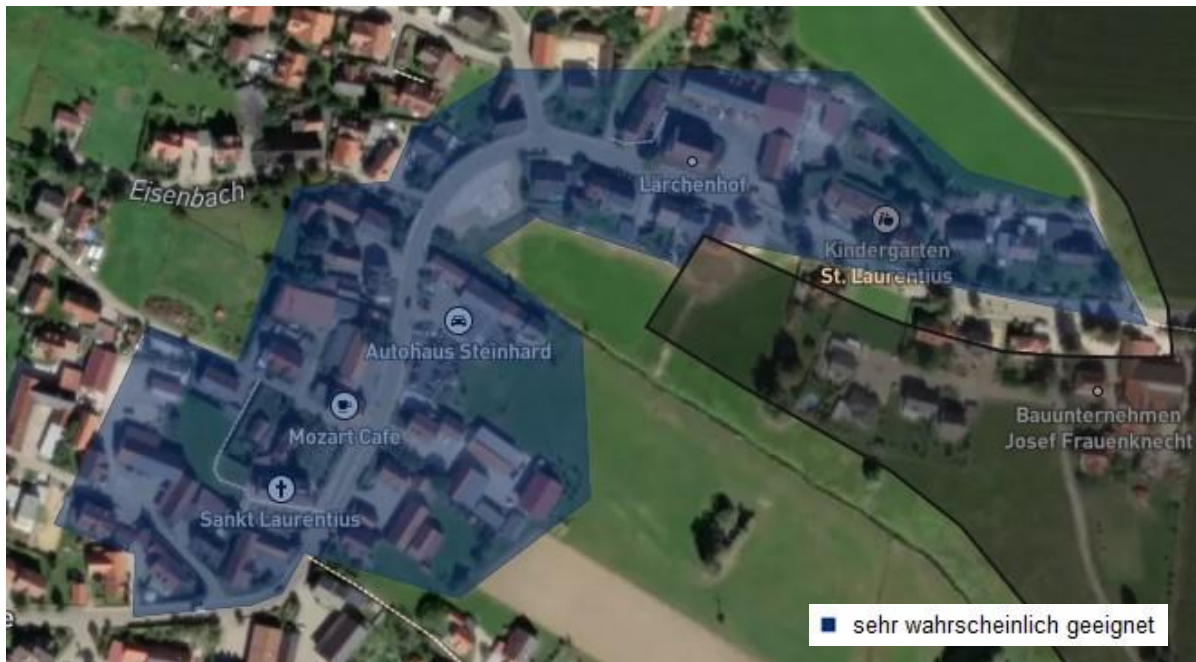 Eisenbach
Lärchenhof
Kindergarten
St. Laurentius
Autohaus Steinhard
Mozart Cafe
Bauunternehmen
Josef Frauenknecht
Sankt Laurentius
e
sehr wahrscheinlich geeignet